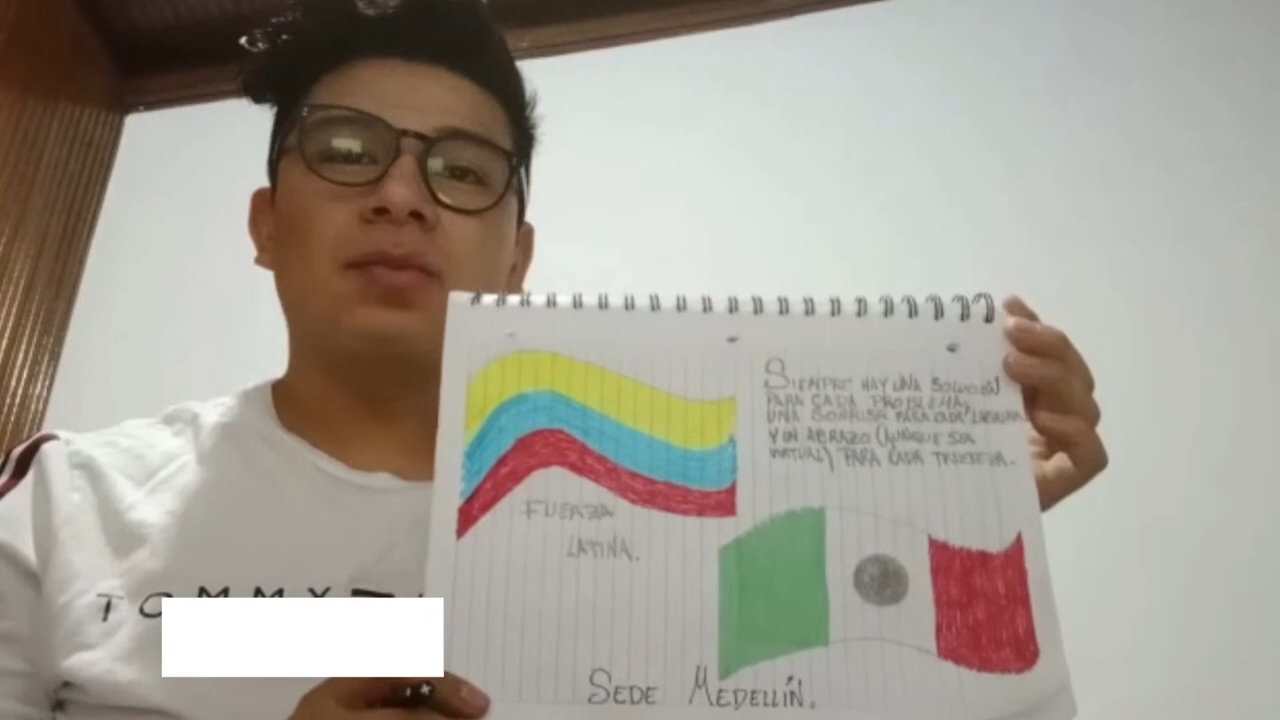 SIEMPRE HAY UNA SOLUCIÓN
PARA CADA PROBLEMA,
UNA SONRISA PARA CADA LÁGRIMA
Y UN ABRAZO (AUNQUE SEA
VIRTUAL) PARA CADA TRISTEZA.
FUERZA
LATINA.
SEDE MEDELLÍN.
TOMMY